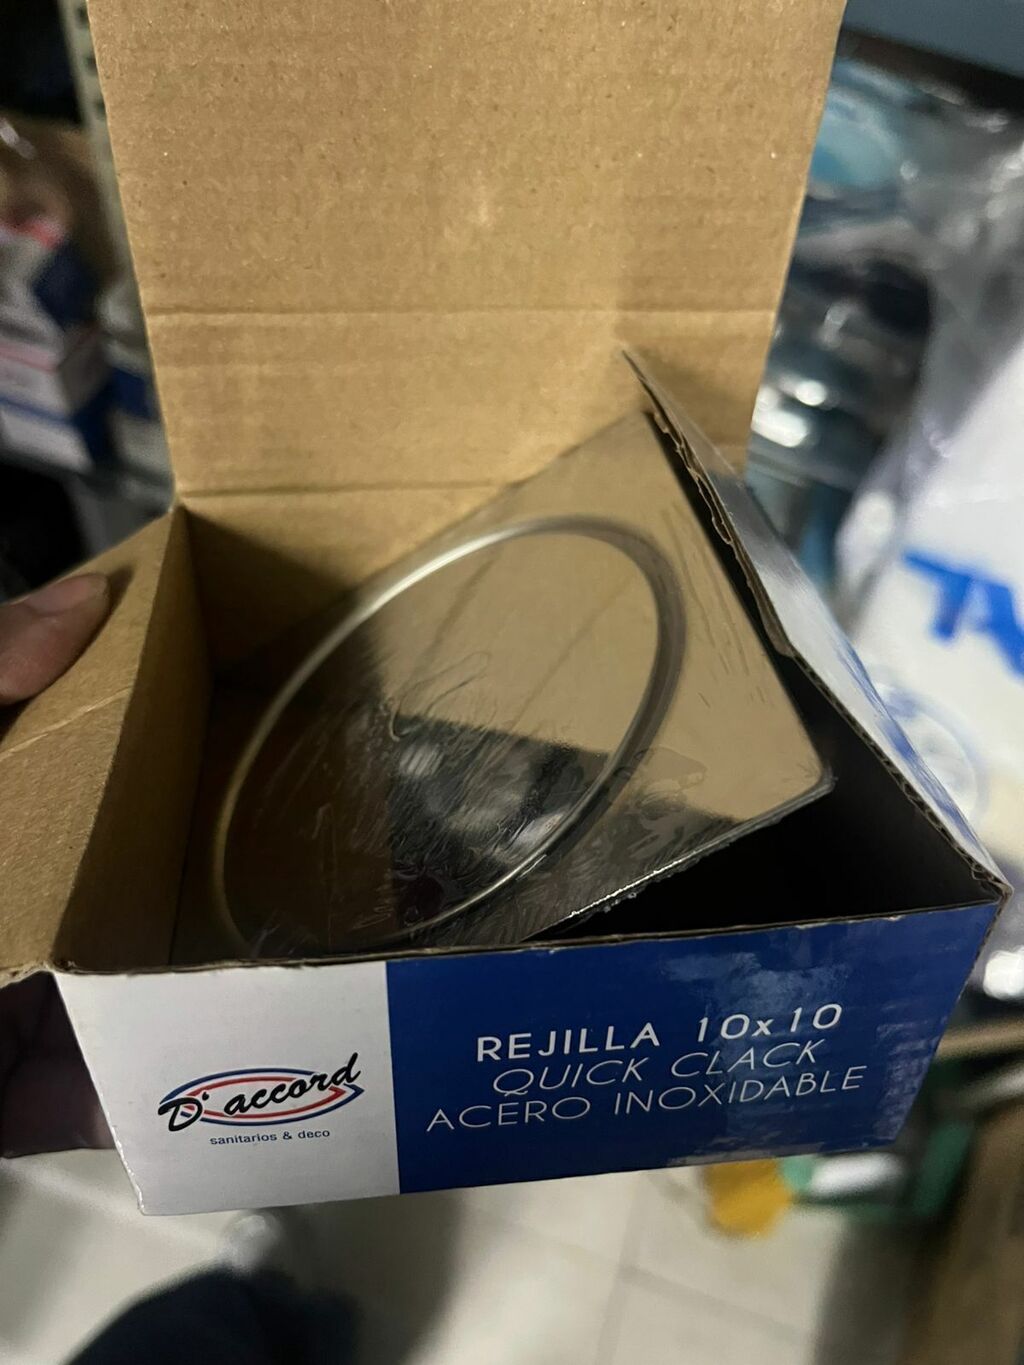 D'accord
sanitarios & deco
REJILLA 10x10
QUICK CLACK
ACERO INOXIDABLE